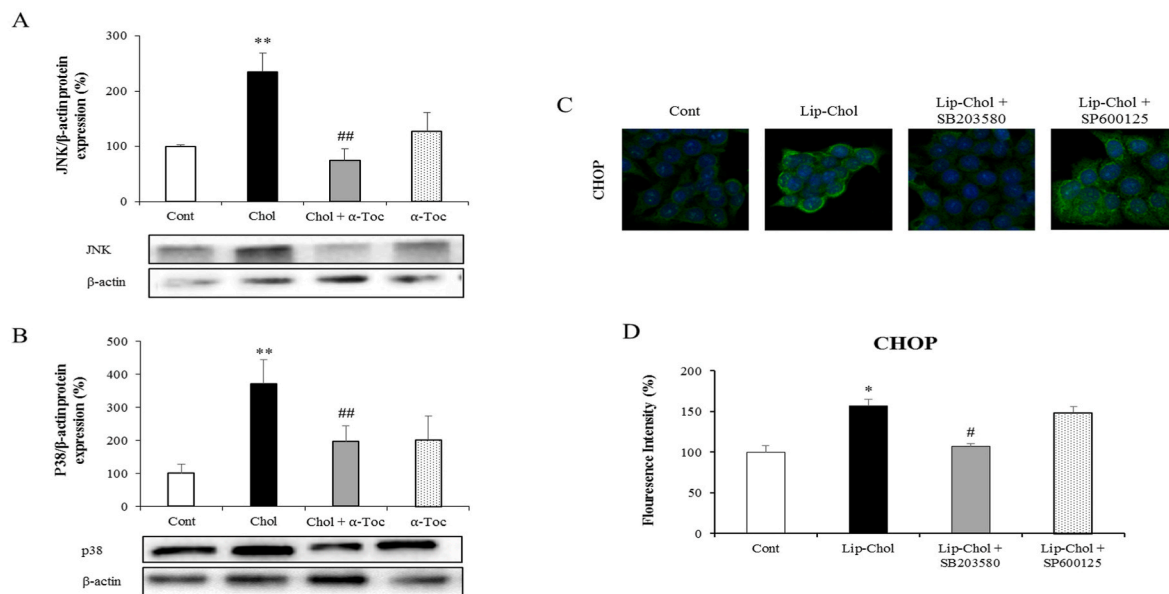 A
JNK/β-actin protein
expression (%)
300
200
100
0
**
##
Cont
Chol
Chol + α-Toc
α-Toc
JNK
β-actin
B
P38/β-actin protein
expression (%)
500
400
300
200
100
0
**
##
Cont
Chol
Chol + α-Toc
α-Toc
p38
β-actin
C
Cont
Lip-Chol
Lip-Chol +
SB203580
Lip-Chol +
SP600125
CHOP
D
CHOP
Flouresence Intensity (%)
200
150
100
50
0
*
#
Cont
Lip-Chol
Lip-Chol +
SB203580
Lip-Chol +
SP600125